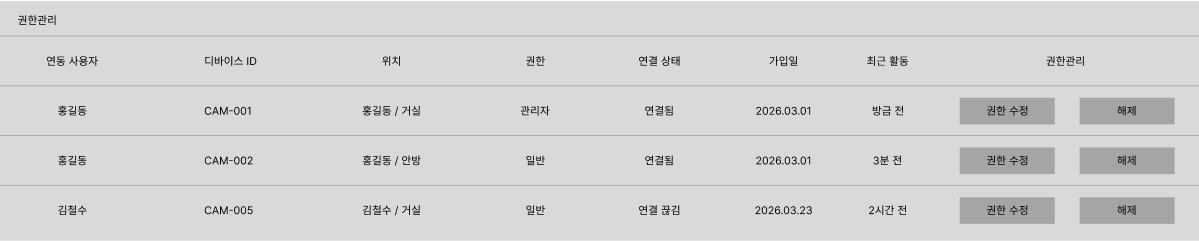 권한관리
연동 사용자 디바이스 ID 위치 권한 연결 상태 가입일 최근 활동 권한관리
홍길동 CAM-001 홍길동 / 거실 관리자 연결됨 2026.03.01 방금 전 권한 수정 해제
홍길동 CAM-002 홍길동 / 안방 일반 연결됨 2026.03.01 3분 전 권한 수정 해제
김철수 CAM-005 김철수 / 거실 일반 연결 끊김 2026.03.23 2시간 전 권한 수정 해제